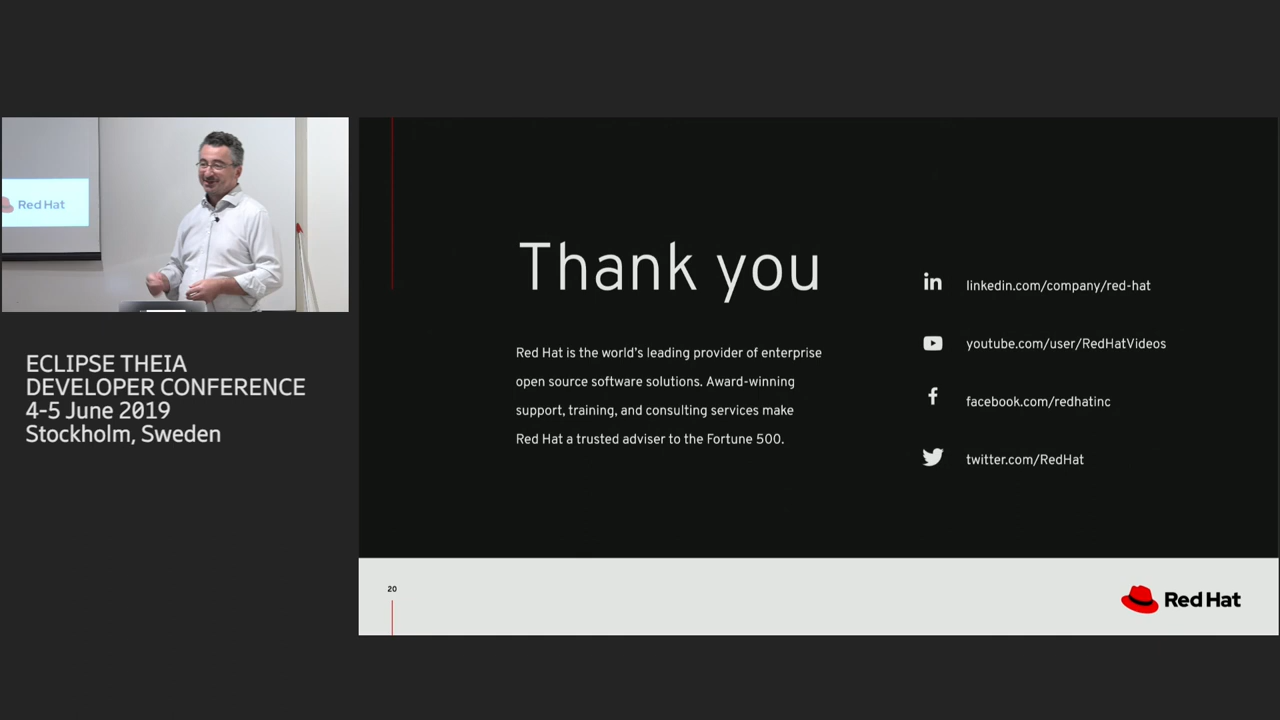 Red Hat
ECLIPSE THEIA
DEVELOPER CONFERENCE
4-5 June 2019
Stockholm, Sweden
Thank you
Red Hat is the world's leading provider of enterprise
open source software solutions. Award-winning
support, training, and consulting services make
Red Hat a trusted adviser to the Fortune 500.
in
linkedin.com/company/red-hat
youtube.com/user/RedHatVideos
f
facebook.com/redhatinc
twitter.com/RedHat
20
Red Hat